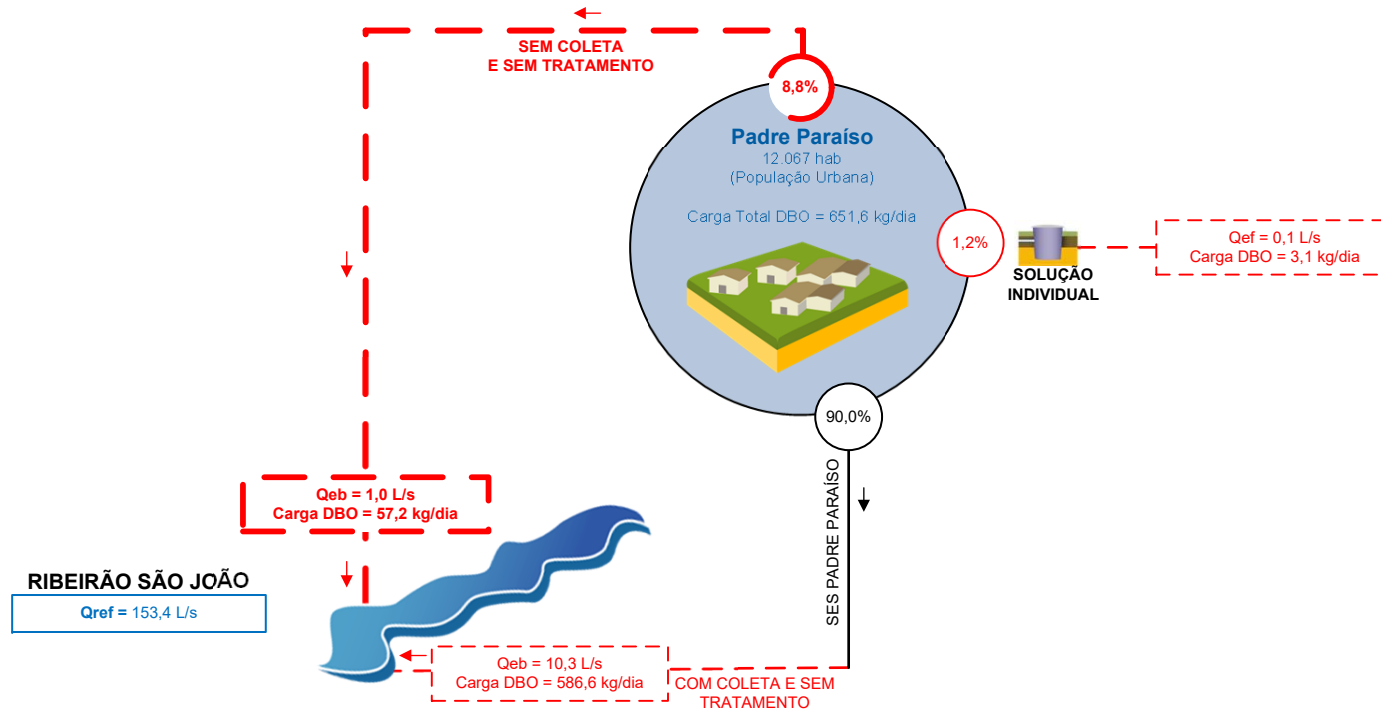 SEM COLETA
E SEM TRATAMENTO
8,8%
Padre Paraíso
12.067 hab
(População Urbana)
Carga Total DBO = 651,6 kg/dia
1,2%
SOLUÇÃO
INDIVIDUAL
Qef = 0,1 L/s
Carga DBO = 3,1 kg/dia
90,0%
SES PADRE PARAÍSO
Qeb = 1,0 L/s
Carga DBO = 57,2 kg/dia
RIBEIRÃO SÃO JOÃO
Qref = 153,4 L/s
Qeb = 10,3 L/s
Carga DBO = 586,6 kg/dia
COM COLETA E SEM
TRATAMENTO